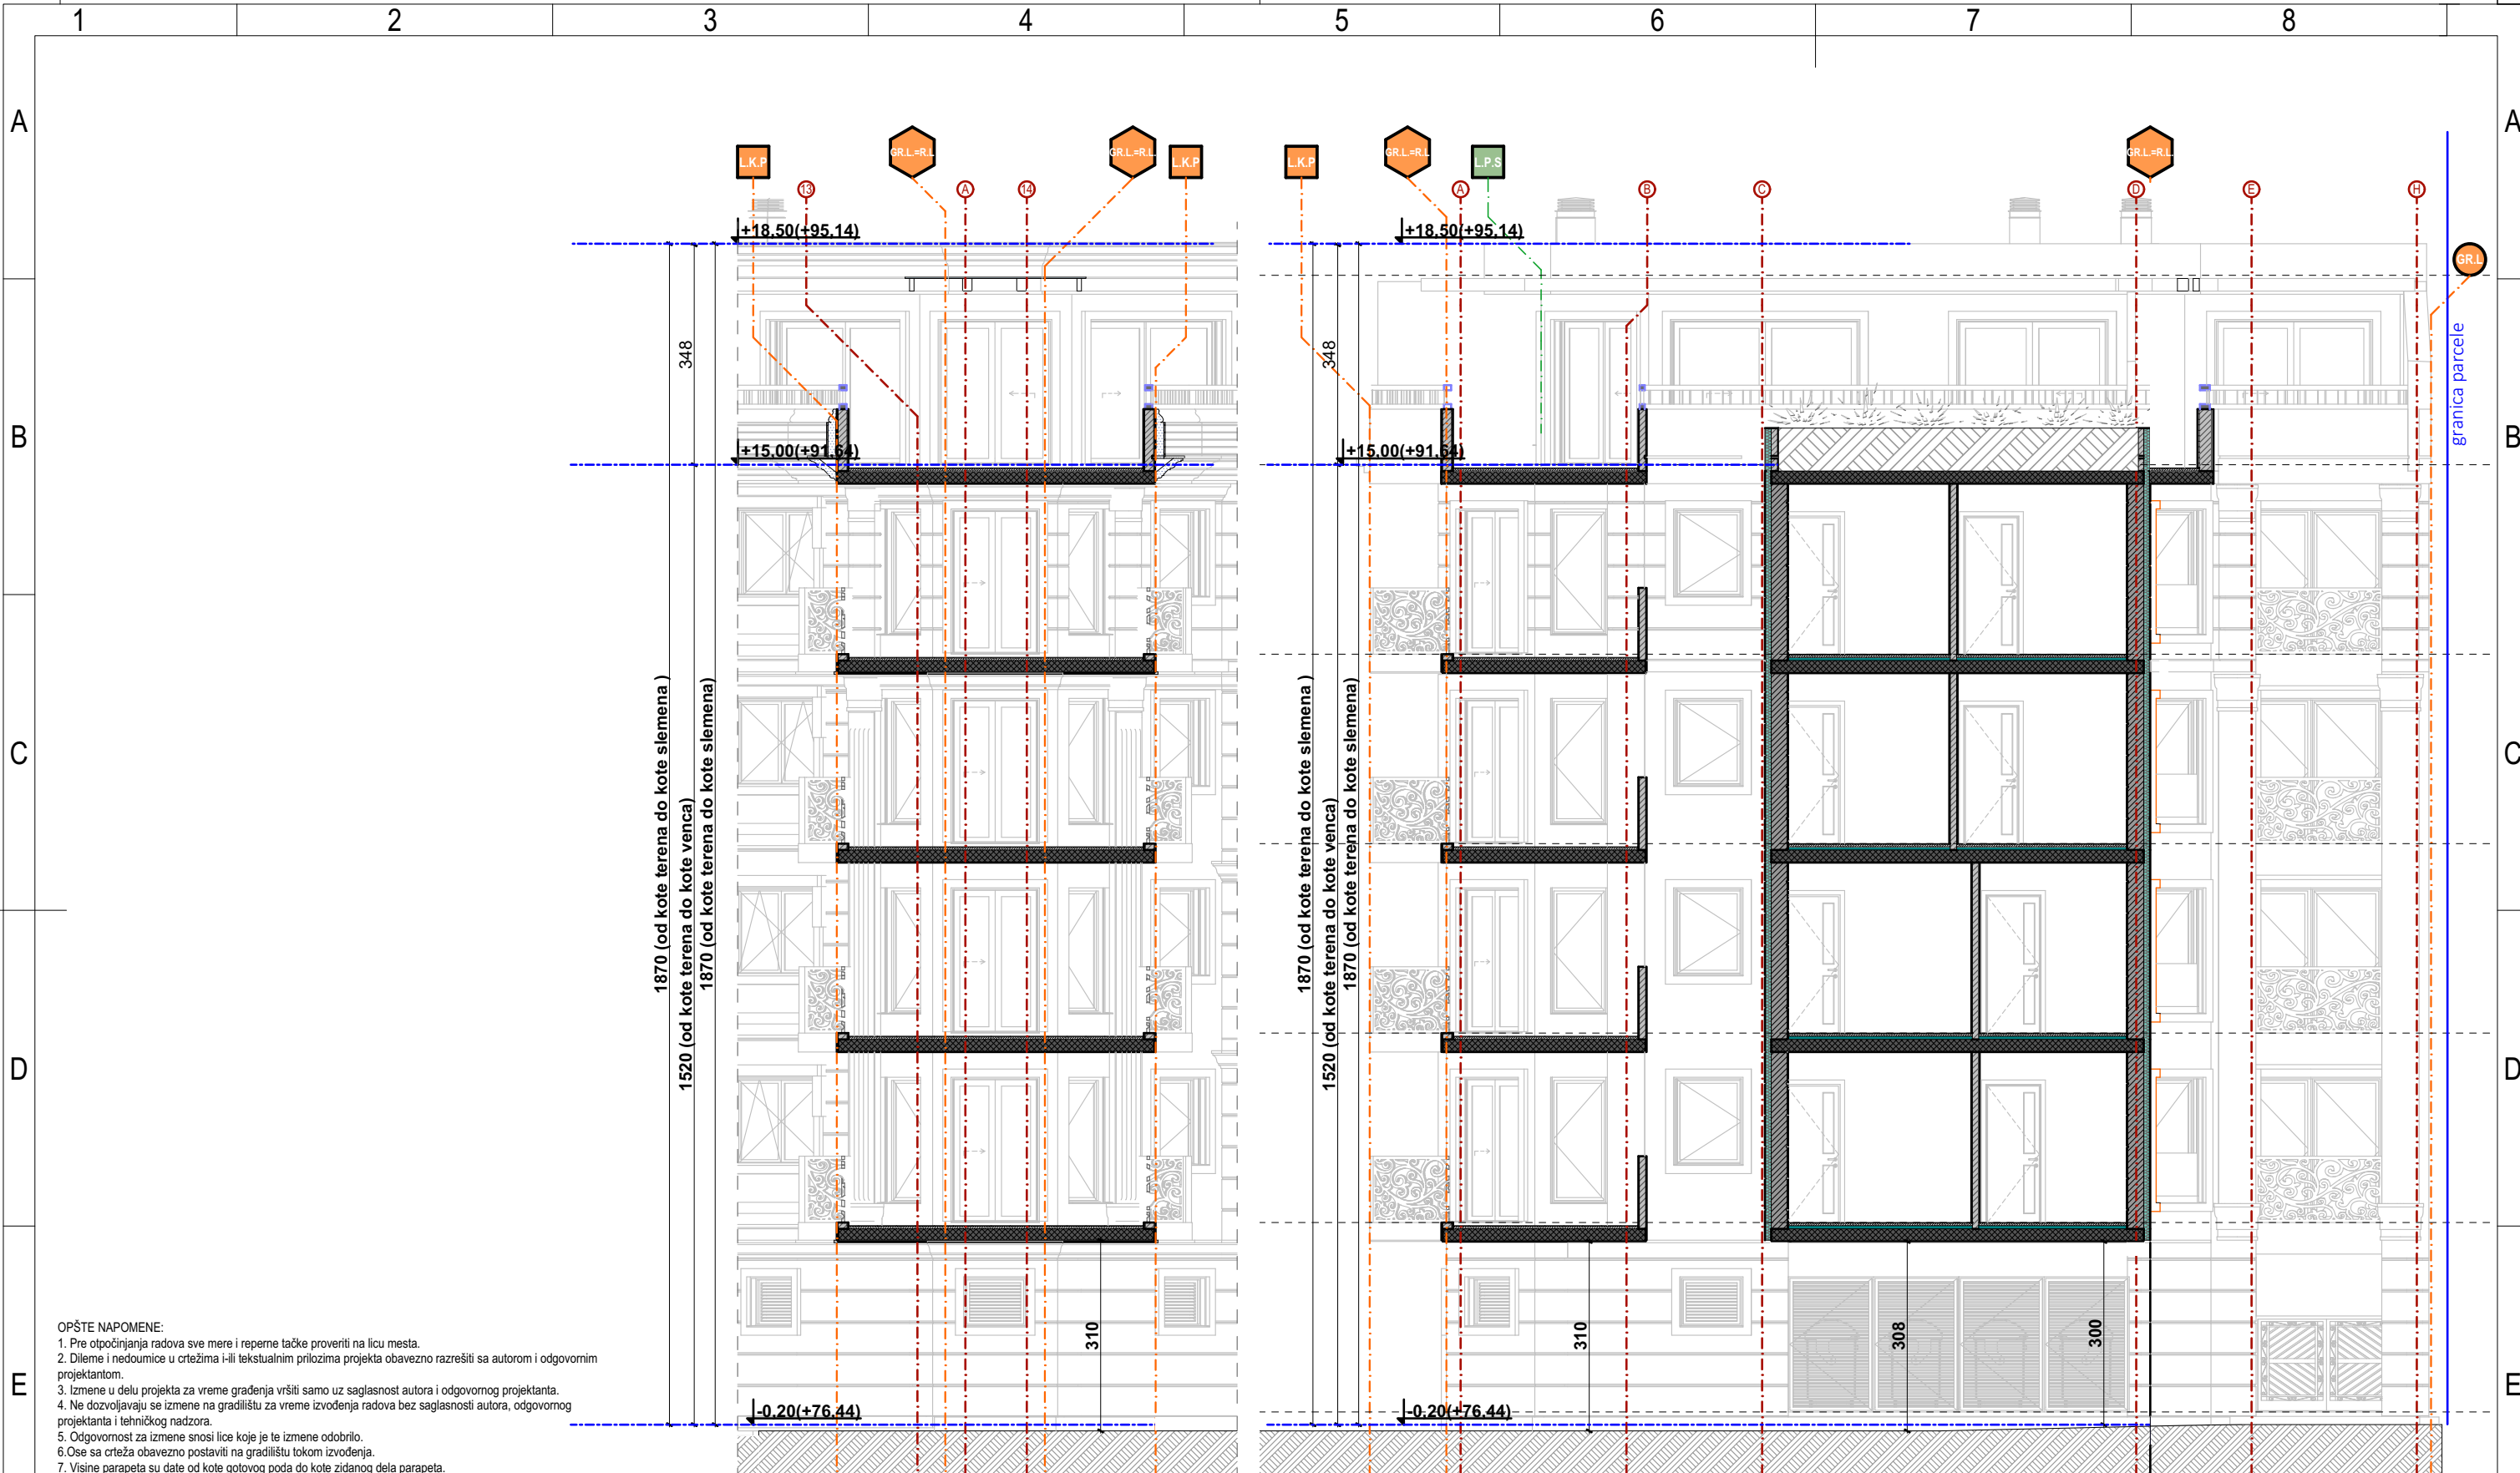 1 2 3 4 5 6 7 8
A A
B B
C C
D D
E E
L.K.P GR.L.=R.L. GR.L.=R.L. L.K.P L.K.P GR.L.=R.L. L.P.S GR.L.=R.L.
13 A 14 A B C D E H
+18,50(+95,14) +18,50(+95,14)
GR.L
granica parcele
348 348
+15,00(+91,64) +15,00(+91,64)
1870 (od kote terena do kote slemena )
1520 (od kote terena do kote venca)
1870 (od kote terena do kote slemena)
1870 (od kote terena do kote slemena )
1520 (od kote terena do kote venca)
1870 (od kote terena do kote slemena)
310 310 308 300
-0,20(+76,44) -0,20(+76,44)
OPŠTE NAPOMENE:
1. Pre otpočinjanja radova sve mere i reperne tačke proveriti na licu mesta.
2. Dileme i nedoumice u crtežima i-ili tekstualnim prilozima projekta obavezno razrešiti sa autorom i odgovornim
projektantom.
3. Izmene u delu projekta za vreme građenja vršiti samo uz saglasnost autora i odgovornog projektanta.
4. Ne dozvoljavaju se izmene na gradilištu za vreme izvođenja radova bez saglasnosti autora, odgovornog
projektanta i tehničkog nadzora.
5. Odgovornost za izmene snosi lice koje je te izmene odobrilo.
6.Ose sa crteža obavezno postaviti na gradilištu tokom izvođenja.
7. Visine parapeta su date od kote gotovog poda do kote zidanog dela parapeta.